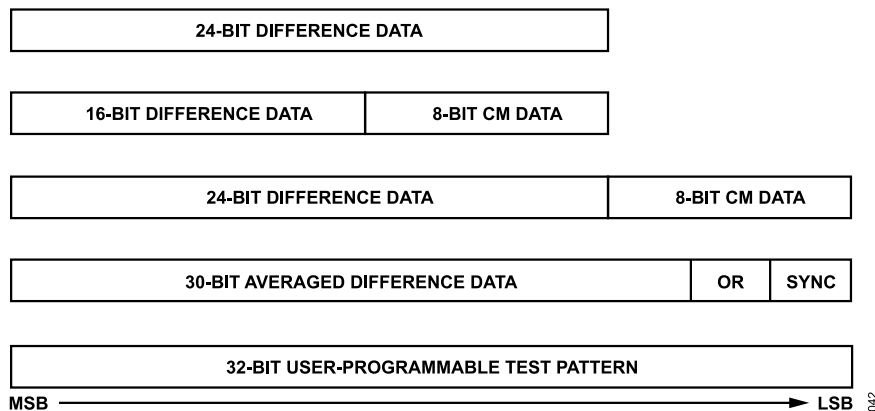 24-BIT DIFFERENCE DATA
16-BIT DIFFERENCE DATA 8-BIT CM DATA
24-BIT DIFFERENCE DATA 8-BIT CM DATA
30-BIT AVERAGED DIFFERENCE DATA OR SYNC
32-BIT USER-PROGRAMMABLE TEST PATTERN
MSB LSB
042